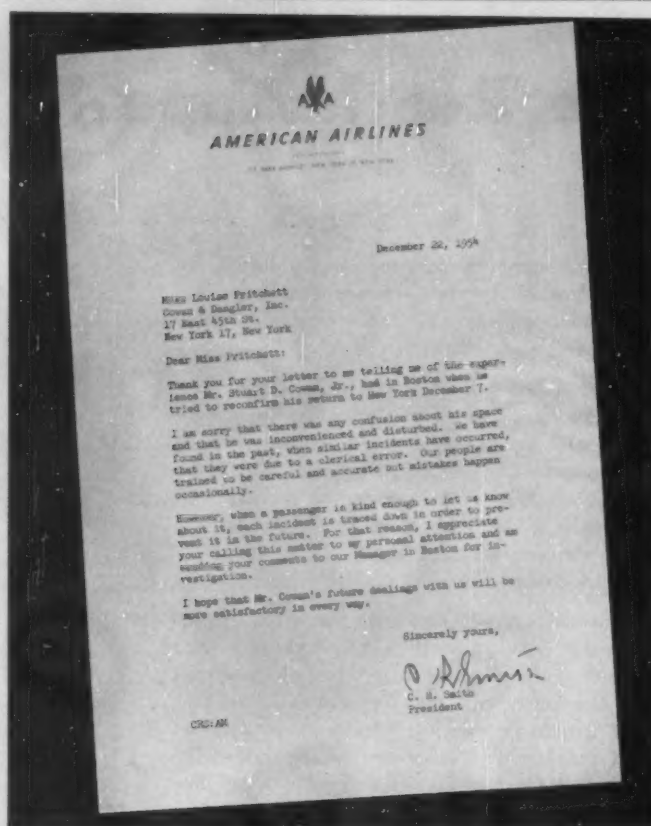 AA
AMERICAN AIRLINES
December 22, 1954
Miss Louise Pritchett
Cowan & Dengler, Inc.
17 East 45th St.
New York 17, New York
Dear Miss Pritchett:
Thank you for your letter to me telling me of the exper-
ience Mr. Stuart D. Cowan, Jr., had in Boston when he
tried to reconfirm his return to New York December 7.
I am sorry that there was any confusion about his space
and that he was inconvenienced and disturbed. We have
found in the past, when similar incidents have occurred,
that they were due to a clerical error. Our people are
trained to be careful and accurate but mistakes happen
occasionally.
However, when a passenger is kind enough to let us know
about it, each incident is traced down in order to pre-
vent it in the future. For that reason, I appreciate
your calling this matter to my personal attention and am
sending your comments to our Manager in Boston for in-
vestigation.
I hope that Mr. Cowan's future dealings with us will be
more satisfactory in every way.
Sincerely yours,
C R Smith
C. R. Smith
President
CRS:AM